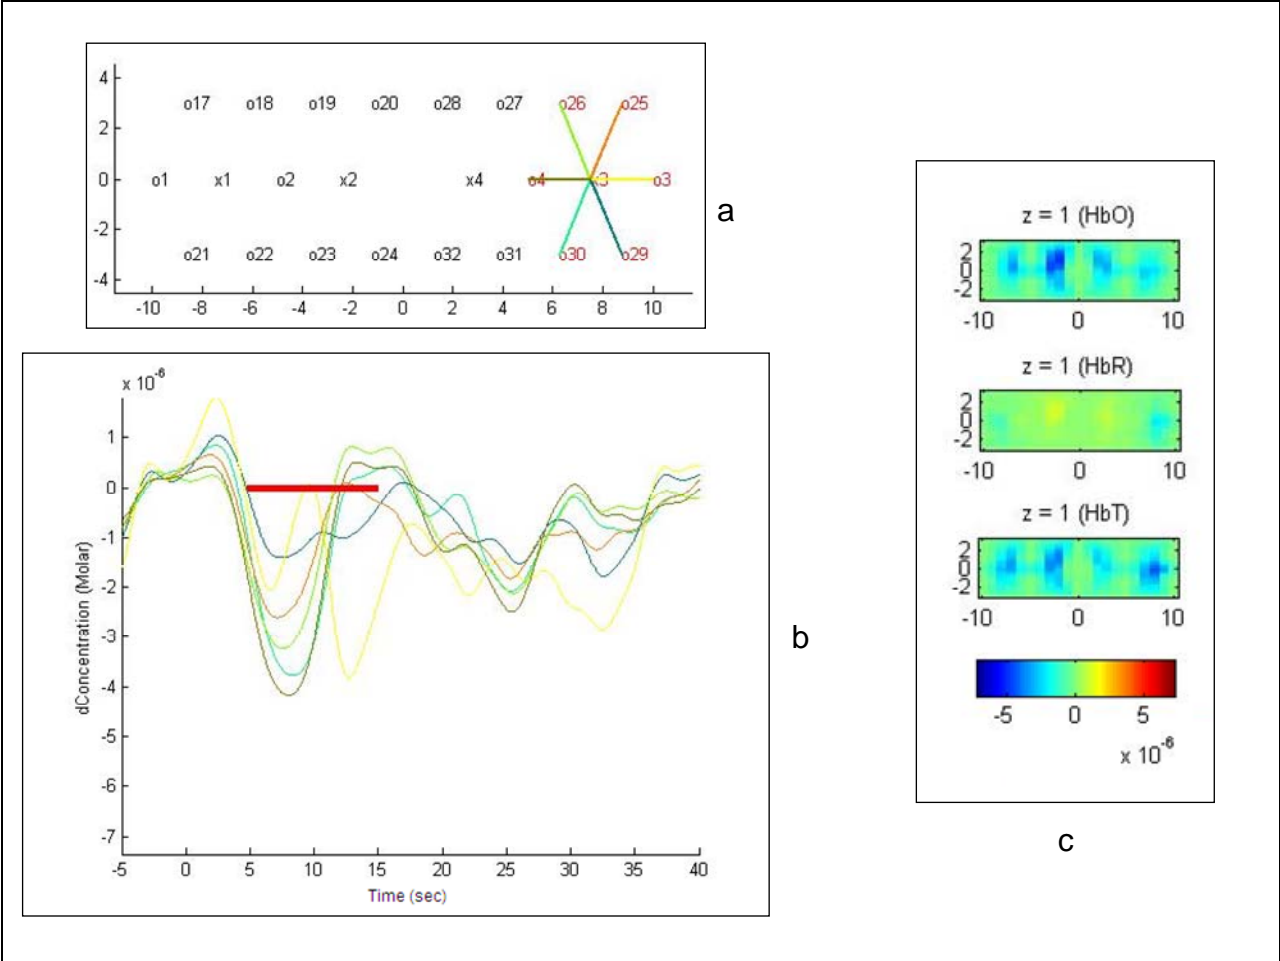 4
o17 o18 o19 o20 o28 o27 o26 o25
2
0 o1 x1 o2 x2 x4 o4 x3 o3
-2
o21 o22 o23 o24 o32 o31 o30 o29
-4
-10 -8 -6 -4 -2 0 2 4 6 8 10
a
x 10-6
1
0
-1
-2
-3
-4
-5
-6
-7
dConcentration (Molar)
-5 0 5 10 15 20 25 30 35 40
Time (sec)
b
z = 1 (HbO)
2
0
-2
-10 0 10
z = 1 (HbR)
2
0
-2
-10 0 10
z = 1 (HbT)
2
0
-2
-10 0 10
-5 0 5
x 10-6
c